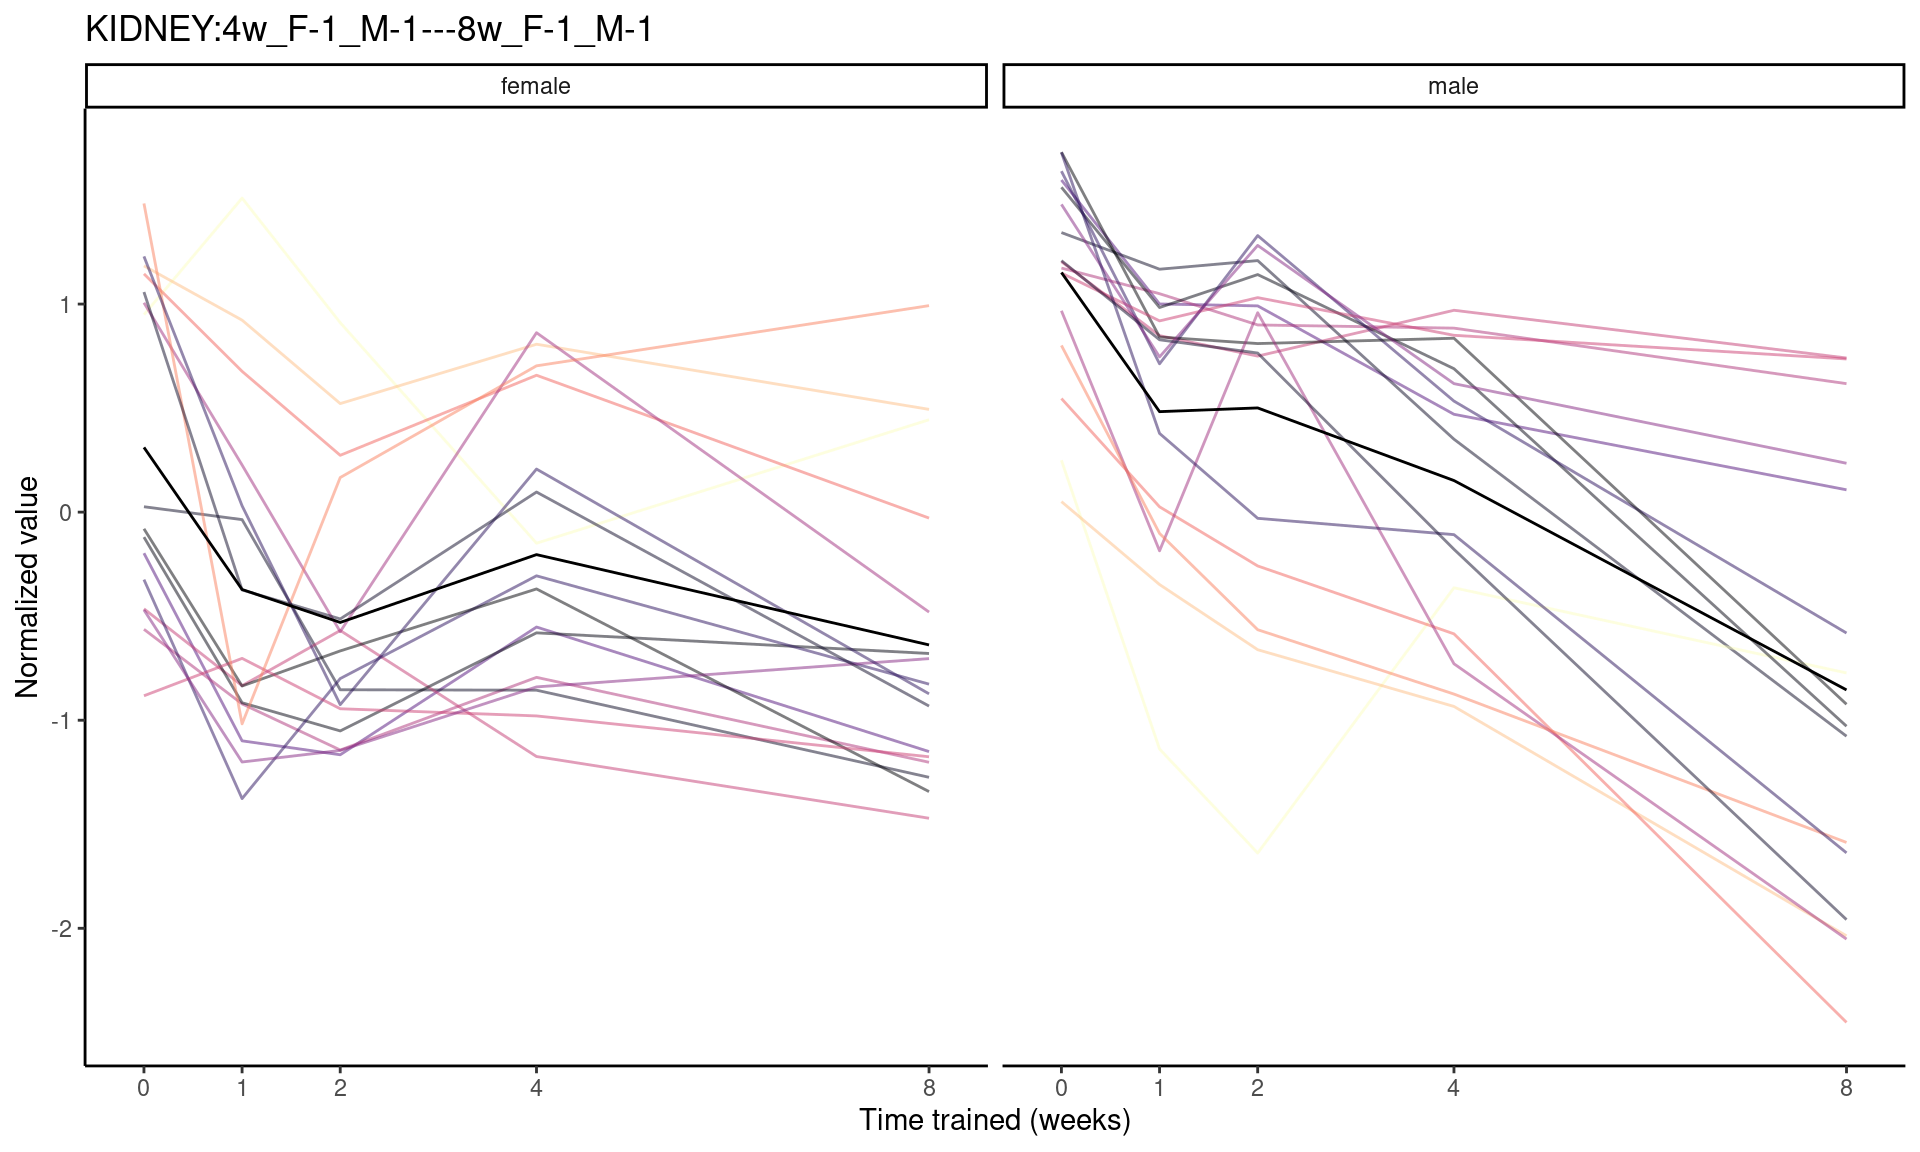 KIDNEY:4w_F-1_M-1---8w_F-1_M-1
female
male
Normalized value
1
0
-1
-2
0 1 2 4 8
0 1 2 4 8
Time trained (weeks)